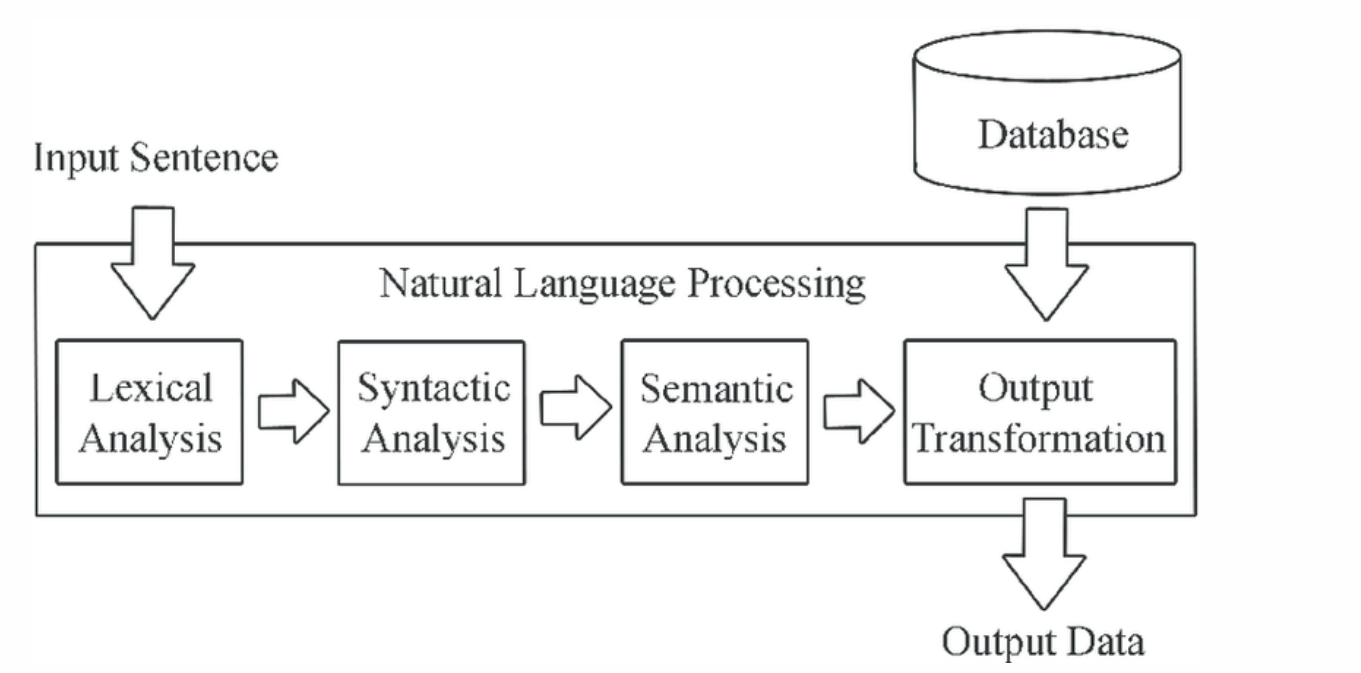 Database
Input Sentence
Natural Language Processing
Lexical
Analysis
Syntactic
Analysis
Semantic
Analysis
Output
Transformation
Output Data